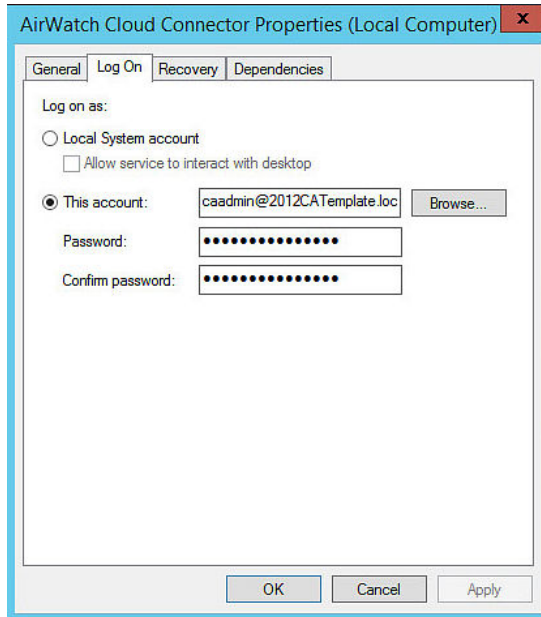 AirWatch Cloud Connector Properties (Local Computer) x
General Log On Recovery Dependencies
Log on as:
Local System account
Allow service to interact with desktop
This account: caadmin@2012CATemplate.loc Browse...
Password: ●●●●●●●●●●●●●●●
Confirm password: ●●●●●●●●●●●●●●●
OK Cancel Apply